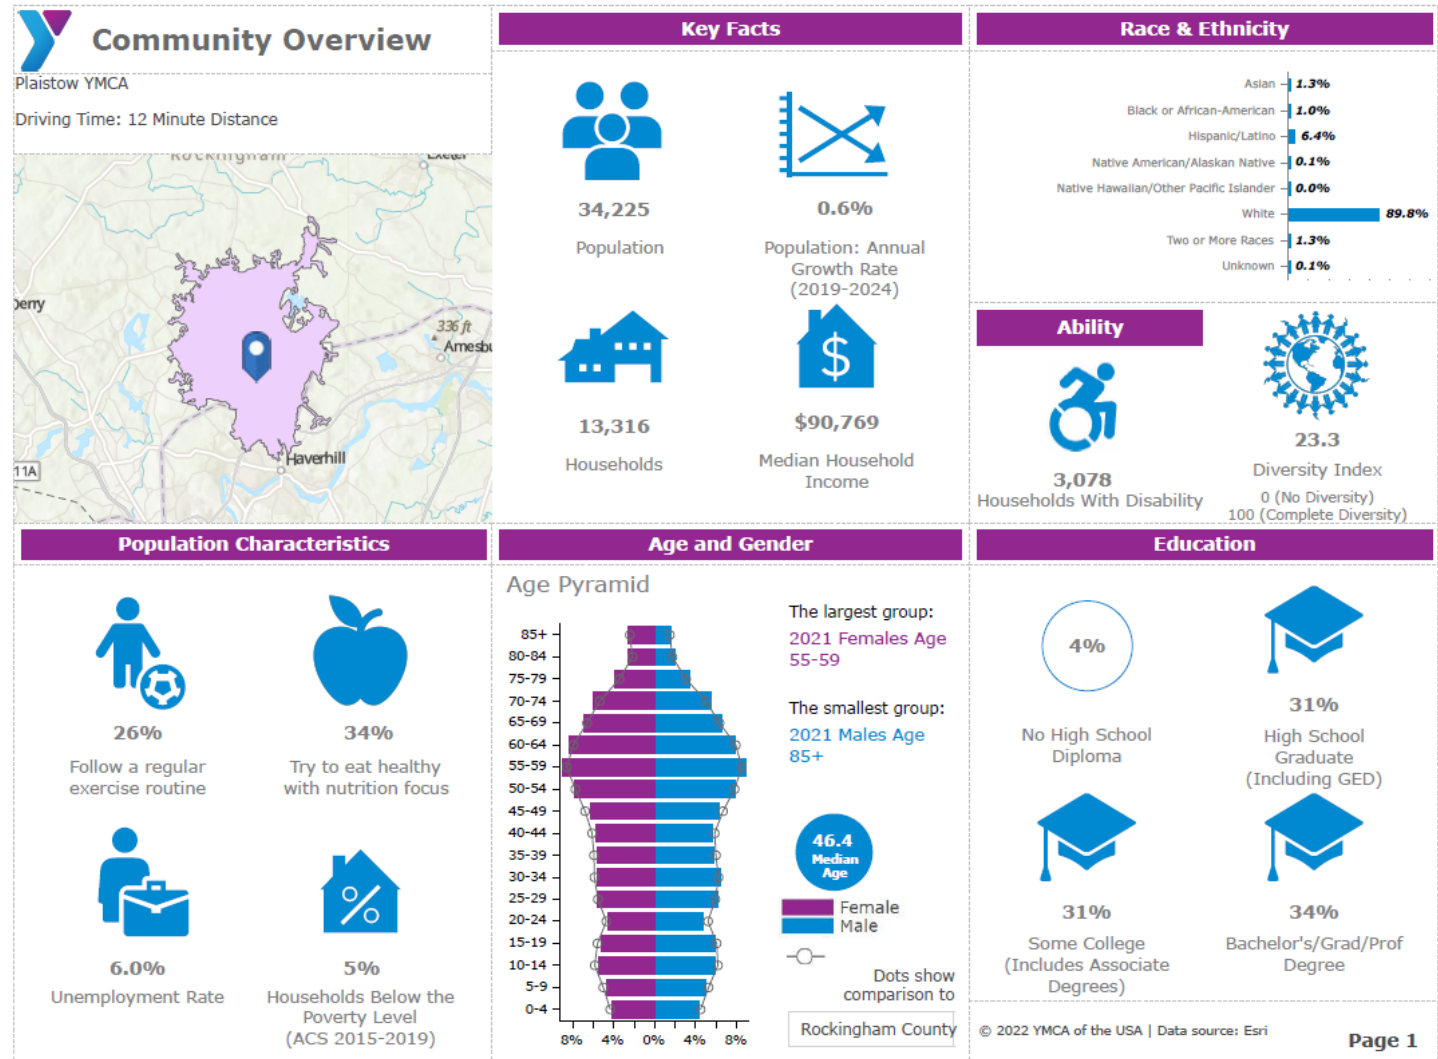 Community Overview
Plaistow YMCA
Driving Time: 12 Minute Distance
Rockingham
Exeter
336 ft
Haverhill
11A
Key Facts
34,225
Population
0.6%
Population: Annual
Growth Rate
(2019-2024)
13,316
Households
$90,769
Median Household
Income
Race & Ethnicity
Asian 1.3%
Black or African-American 1.0%
Hispanic/Latino 6.4%
Native American/Alaskan Native 0.1%
Native Hawaiian/Other Pacific Islander 0.0%
White 89.8%
Two or More Races 1.3%
Unknown 0.1%
Ability
3,078
Households With Disability
23.3
Diversity Index
0 (No Diversity)
100 (Complete Diversity)
Population Characteristics
26%
Follow a regular
exercise routine
34%
Try to eat healthy
with nutrition focus
6.0%
Unemployment Rate
5%
Households Below the
Poverty Level
(ACS 2015-2019)
Age and Gender
Age Pyramid
85+
80-84
75-79
70-74
65-69
60-64
55-59
50-54
45-49
40-44
35-39
30-34
25-29
20-24
15-19
10-14
5-9
0-4
8% 4% 0% 4% 8%
The largest group:
2021 Females Age
55-59
The smallest group:
2021 Males Age
85+
46.4
Median
Age
Female
Male
Dots show
comparison to
Rockingham County
Education
4%
No High School
Diploma
31%
High School
Graduate
(Including GED)
31%
Some College
(Includes Associate
Degrees)
34%
Bachelor's/Grad/Prof
Degree
© 2022 YMCA of the USA | Data source: Esri
Page 1